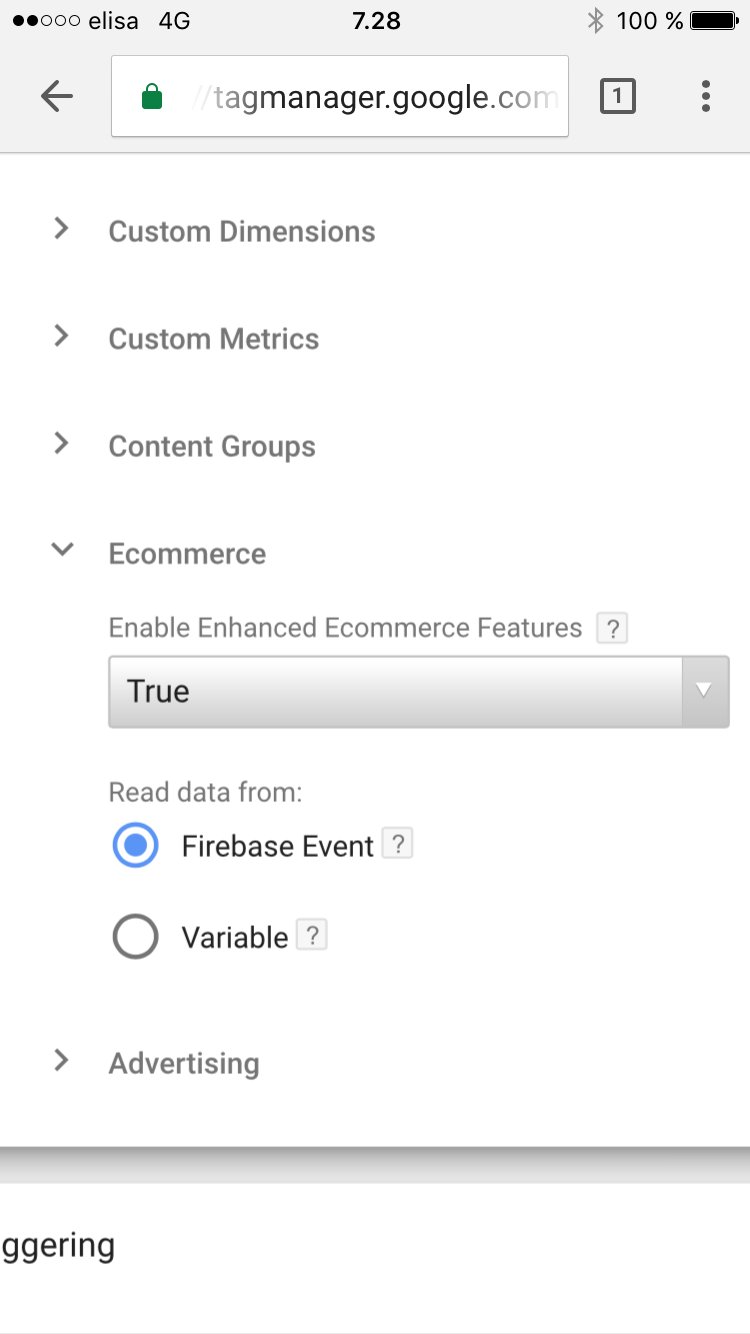 elisa 4G 7.28 100 %
//tagmanager.google.com 1
Custom Dimensions
Custom Metrics
Content Groups
Ecommerce
Enable Enhanced Ecommerce Features ?
True
Read data from:
Firebase Event ?
Variable ?
Advertising
ggering